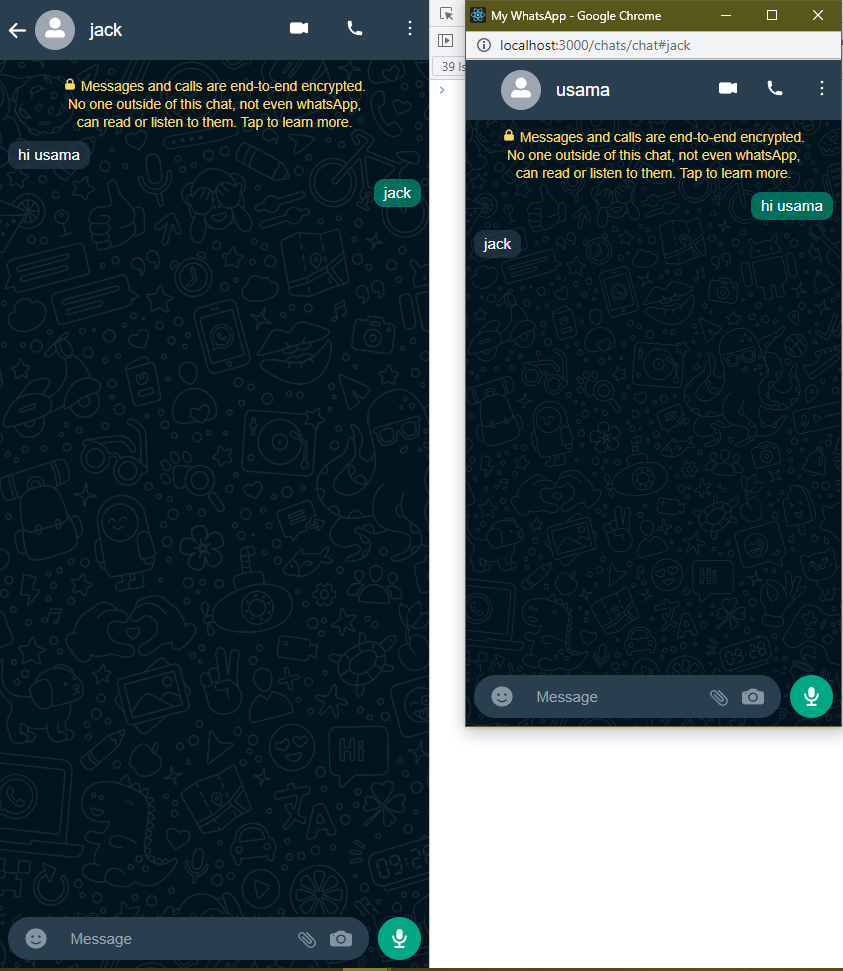 jack
Messages and calls are end-to-end encrypted.
No one outside of this chat, not even whatsApp,
can read or listen to them. Tap to learn more.
hi usama
jack
Hi
Message
My WhatsApp - Google Chrome
localhost:3000/chats/chat#jack
usama
Messages and calls are end-to-end encrypted.
No one outside of this chat, not even whatsApp,
can read or listen to them. Tap to learn more.
hi usama
jack
Hi
Message